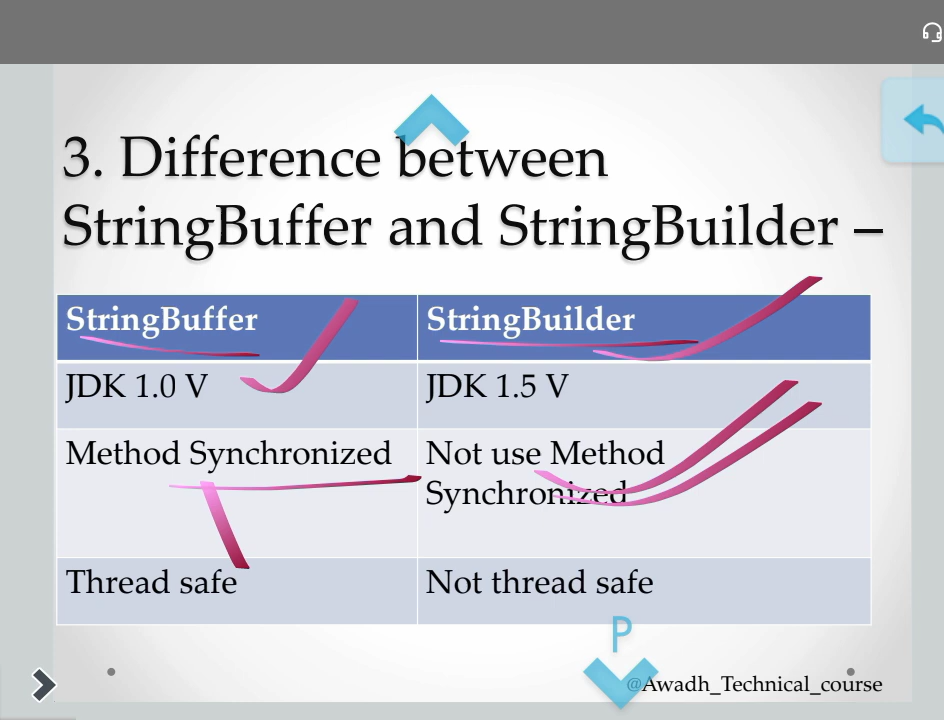 3. Difference between
StringBuffer and StringBuilder –
StringBuffer
StringBuilder
JDK 1.0 V
JDK 1.5 V
Method Synchronized
Not use Method
Synchronized
Thread safe
Not thread safe
P
@Awadh_Technical_course